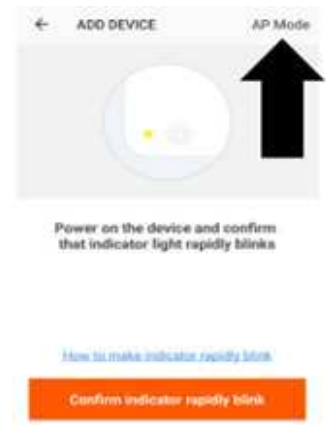 ADD DEVICE
AP Mode
Power on the device and confirm
that indicator light rapidly blinks
How to make indicator rapidly blink
Confirm indicator rapidly blink